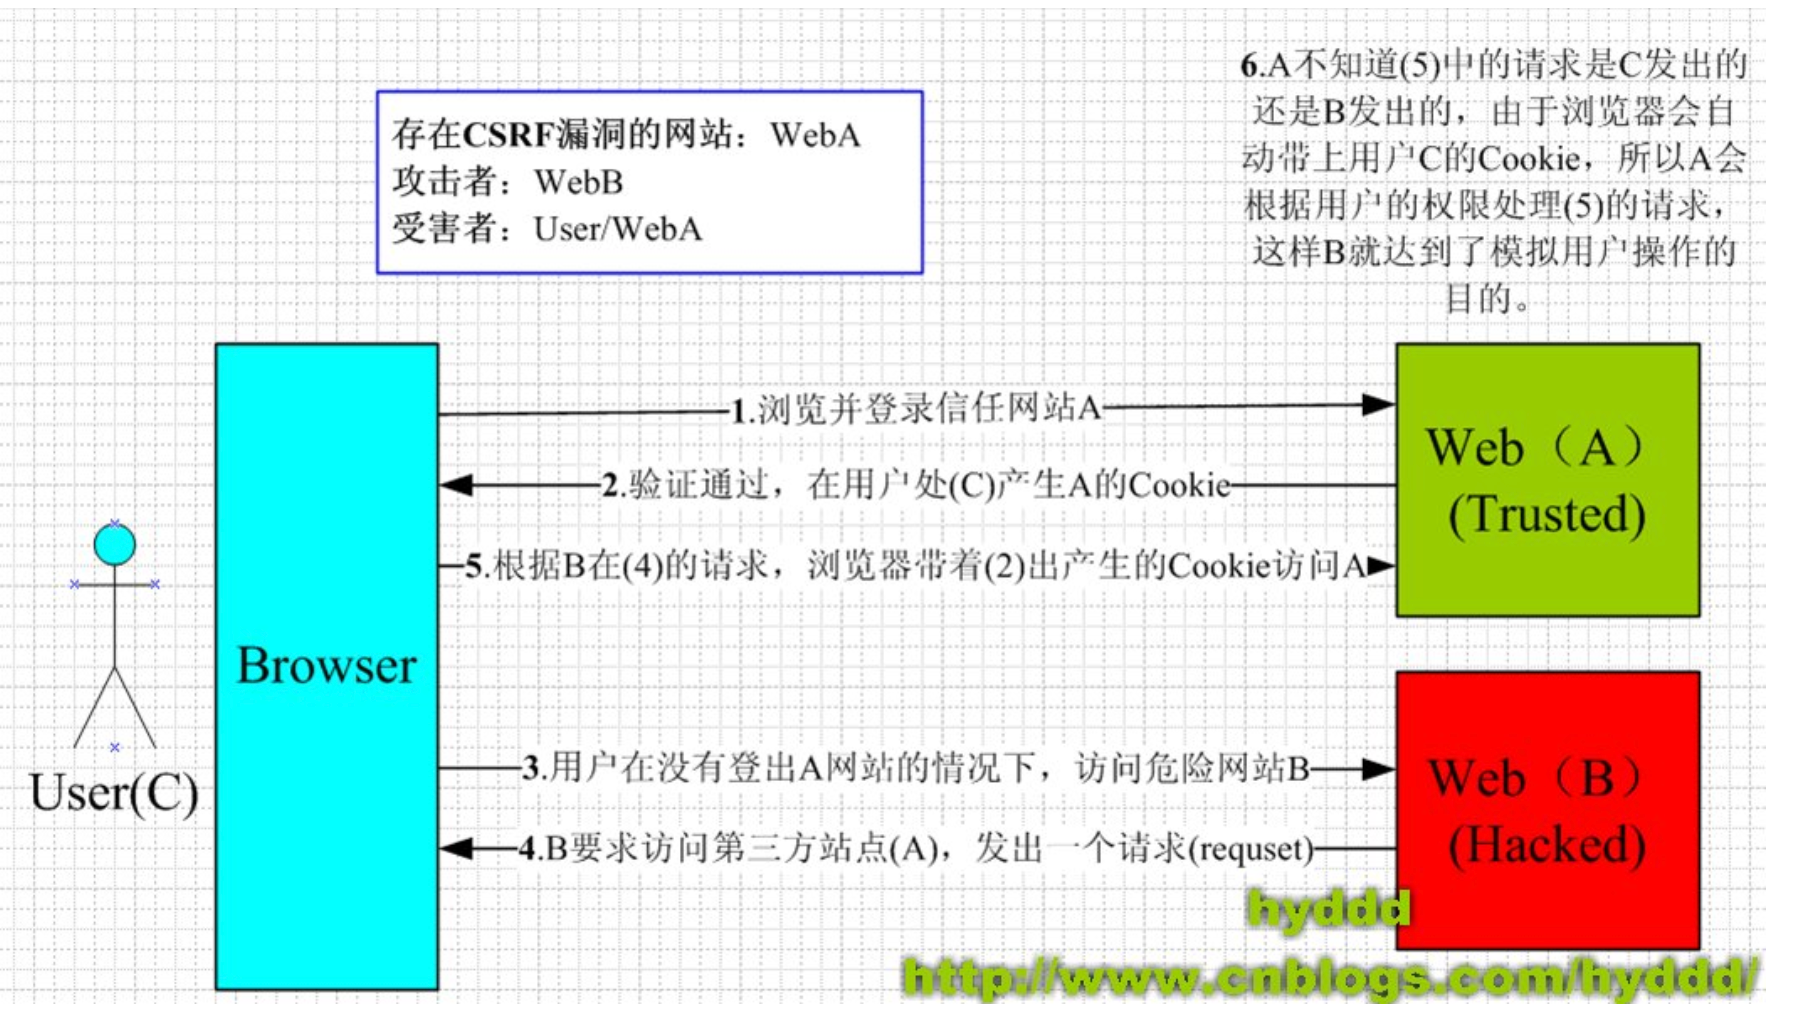 6.A不知道(5)中的请求是C发出的
还是B发出的，由于浏览器会自
动带上用户C的Cookie，所以A会
根据用户的权限处理(5)的请求，
这样B就达到了模拟用户操作的
目的。
存在CSRF漏洞的网站：WebA
攻击者：WebB
受害者：User/WebA
1.浏览并登录信任网站A
2.验证通过，在用户处(C)产生A的Cookie
5.根据B在(4)的请求，浏览器带着(2)出产生的Cookie访问A
Web（A）
(Trusted)
Browser
User(C)
3.用户在没有登出A网站的情况下，访问危险网站B
4.B要求访问第三方站点(A)，发出一个请求(requset)
Web（B）
(Hacked)
hyddd
http://www.cnblogs.com/hyddd/